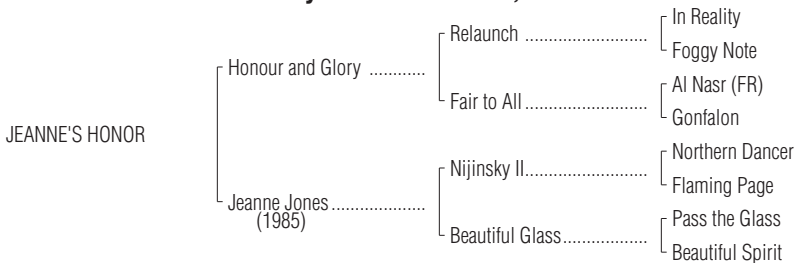 In Reality
Relaunch ............................
Foggy Note
Honour and Glory ............
Al Nasr (FR)
Fair to All ............................
Gonfalon
JEANNE'S HONOR
Northern Dancer
Nijinsky II............................
Flaming Page
Jeanne Jones .....................
(1985)
Pass the Glass
Beautiful Glass...................
Beautiful Spirit